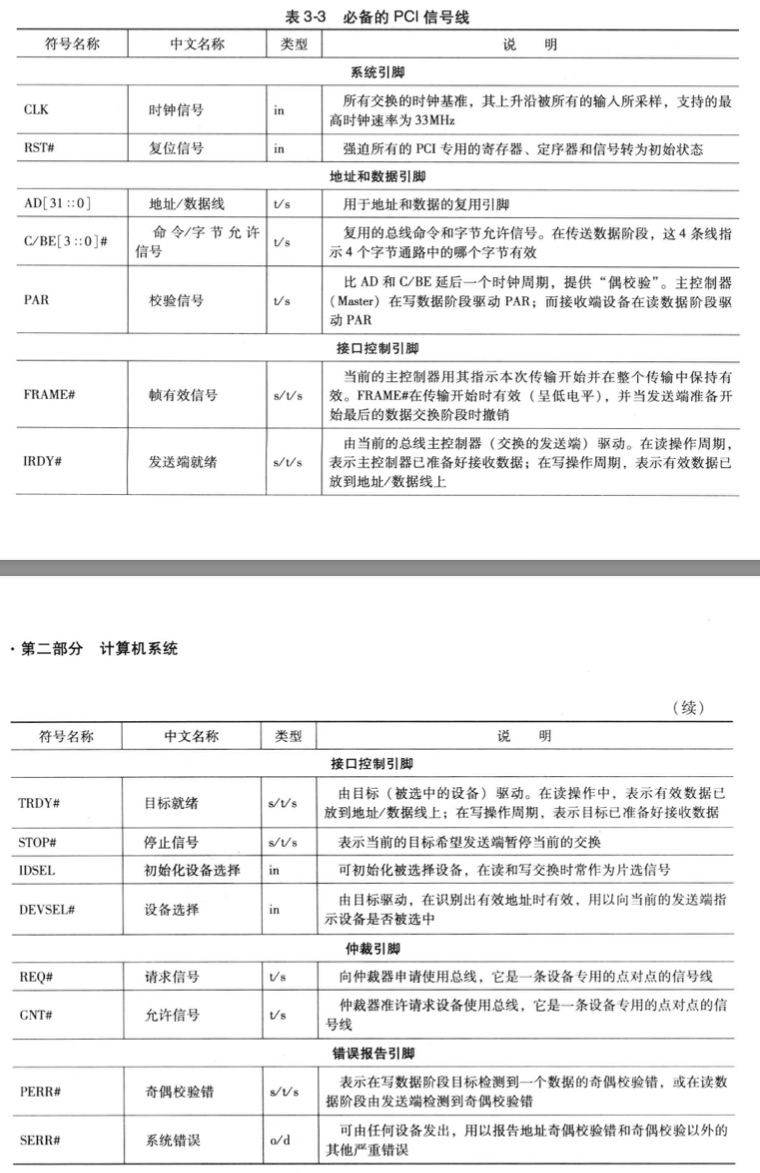 表 3-3 必备的 PCI 信号线
符号名称 中文名称 类型 说 明
系统引脚
CLK 时钟信号 in 所有交换的时钟基准，其上升沿被所有的输入所采样，支持的最
高时钟速率为 33MHz
RST# 复位信号 in 强迫所有的 PCI 专用的寄存器、定序器和信号转为初始状态
地址和数据引脚
AD[31::0] 地址/数据线 t/s 用于地址和数据的复用引脚
C/BE[3::0]# 命令/字节允许
信号 t/s 复用的总线命令和字节允许信号。在传送数据阶段，这 4 条线指
示 4 个字节通路中的哪个字节有效
PAR 校验信号 t/s 比 AD 和 C/BE 延后一个时钟周期，提供“偶校验”。主控制器
（Master）在写数据阶段驱动 PAR；而接收端设备在读数据阶段驱
动 PAR
接口控制引脚
FRAME# 帧有效信号 s/t/s 当前的主控制器用其指示本次传输开始并在整个传输中保持有
效。FRAME#在传输开始时有效（呈低电平），并当发送端准备开
始最后的数据交换阶段时撤销
IRDY# 发送端就绪 s/t/s 由当前的总线主控制器（交换的发送端）驱动。在读操作周期，
表示主控制器已准备好接收数据；在写操作周期，表示有效数据已
放到地址/数据线上
·第二部分 计算机系统
（续）
符号名称 中文名称 类型 说 明
接口控制引脚
TRDY# 目标就绪 s/t/s 由目标（被选中的设备）驱动。在读操作中，表示有效数据已
放到地址/数据线上；在写操作周期，表示目标已准备好接收数据
STOP# 停止信号 s/t/s 表示当前的目标希望发送端暂停当前的交换
IDSEL 初始化设备选择 in 可初始化被选择设备，在读和写交换时常作为片选信号
DEVSEL# 设备选择 in 由目标驱动，在识别出有效地址时有效，用以向当前的发送端指
示设备是否被选中
仲裁引脚
REQ# 请求信号 t/s 向仲裁器申请使用总线，它是一条设备专用的点对点的信号线
GNT# 允许信号 t/s 仲裁器准许请求设备使用总线，它是一条设备专用的点对点的信
号线
错误报告引脚
PERR# 奇偶校验错 s/t/s 表示在写数据阶段目标检测到一个数据的奇偶校验错，或在读数
据阶段由发送端检测到奇偶校验错
SERR# 系统错误 o/d 可由任何设备发出，用以报告地址奇偶校验错和奇偶校验以外的
其他严重错误